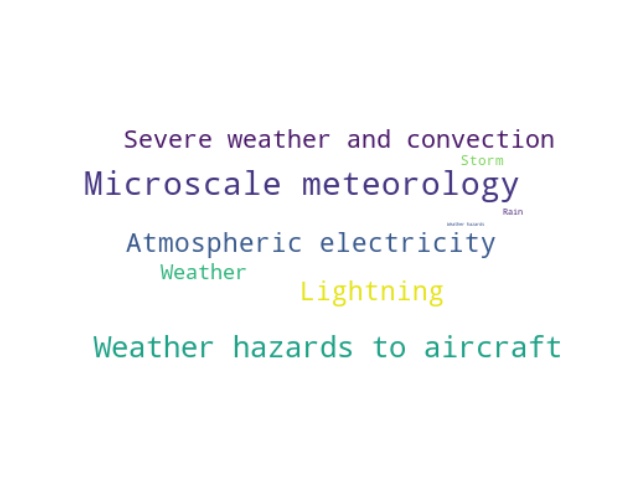 Severe weather and convection
Storm
Microscale meteorology
Rain
Weather hazards
Atmospheric electricity
Weather
Lightning
Weather hazards to aircraft